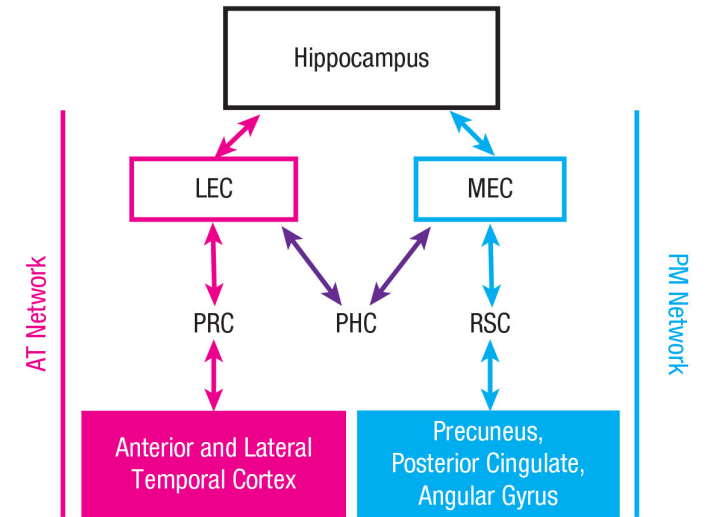 Hippocampus
LEC
MEC
AT Network
PM Network
PRC
PHC
RSC
Anterior and Lateral
Temporal Cortex
Precuneus,
Posterior Cingulate,
Angular Gyrus